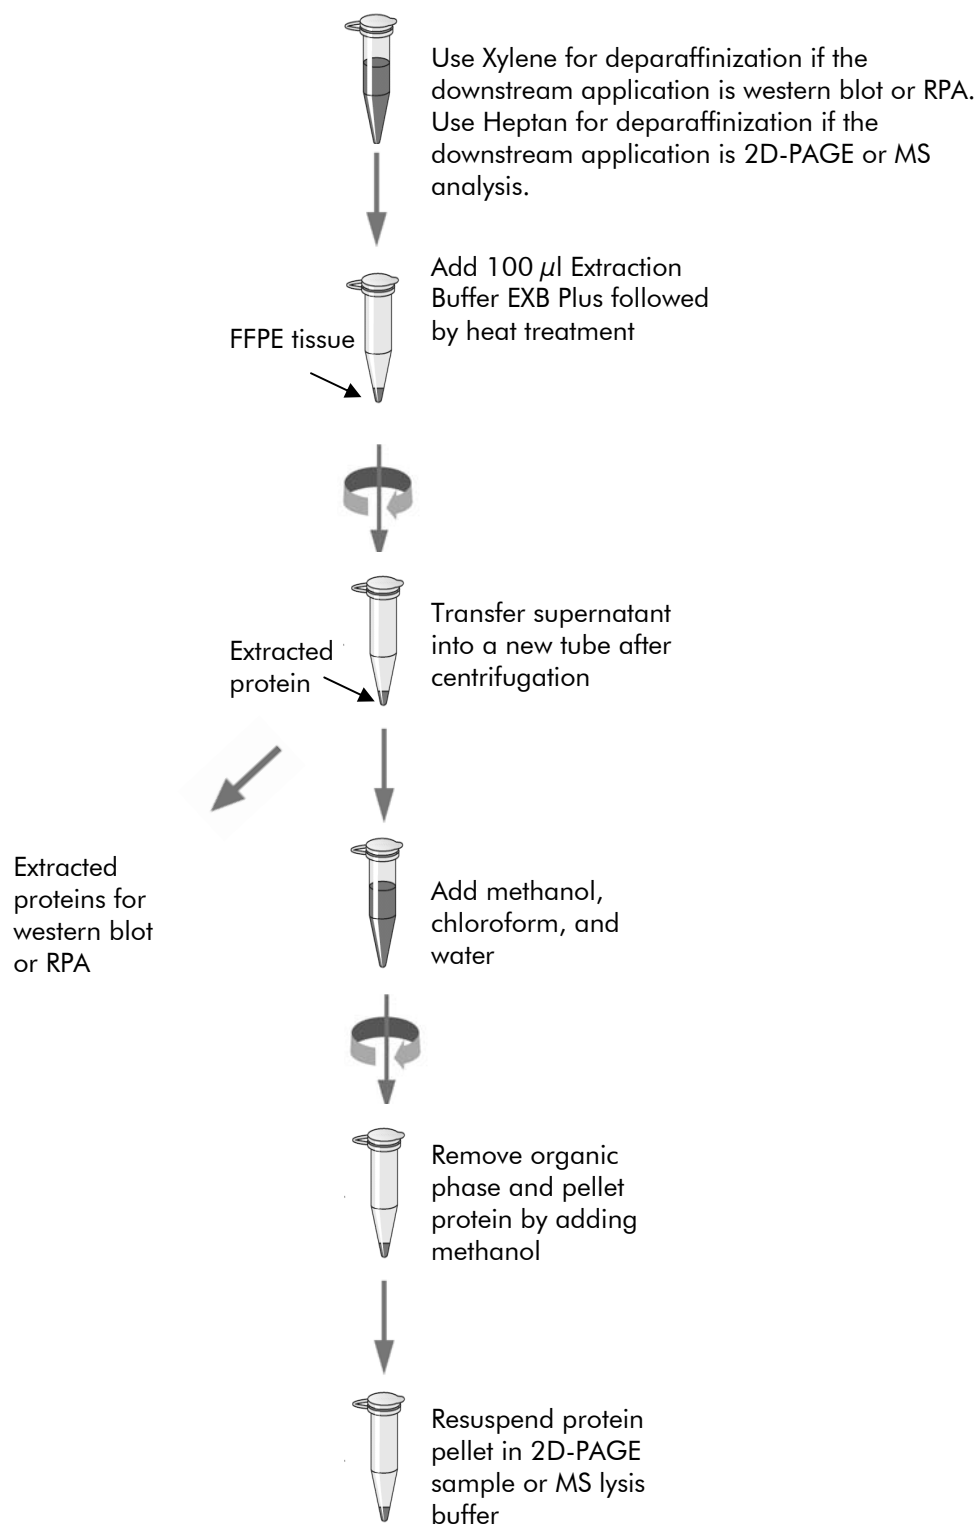 Use Xylene for deparaffinization if the
downstream application is western blot or RPA.
Use Heptan for deparaffinization if the
downstream application is 2D-PAGE or MS
analysis.
Add 100 µl Extraction
Buffer EXB Plus followed
by heat treatment
FFPE tissue
Transfer supernatant
into a new tube after
centrifugation
Extracted
protein
Extracted
proteins for
western blot
or RPA
Add methanol,
chloroform, and
water
Remove organic
phase and pellet
protein by adding
methanol
Resuspend protein
pellet in 2D-PAGE
sample or MS lysis
buffer